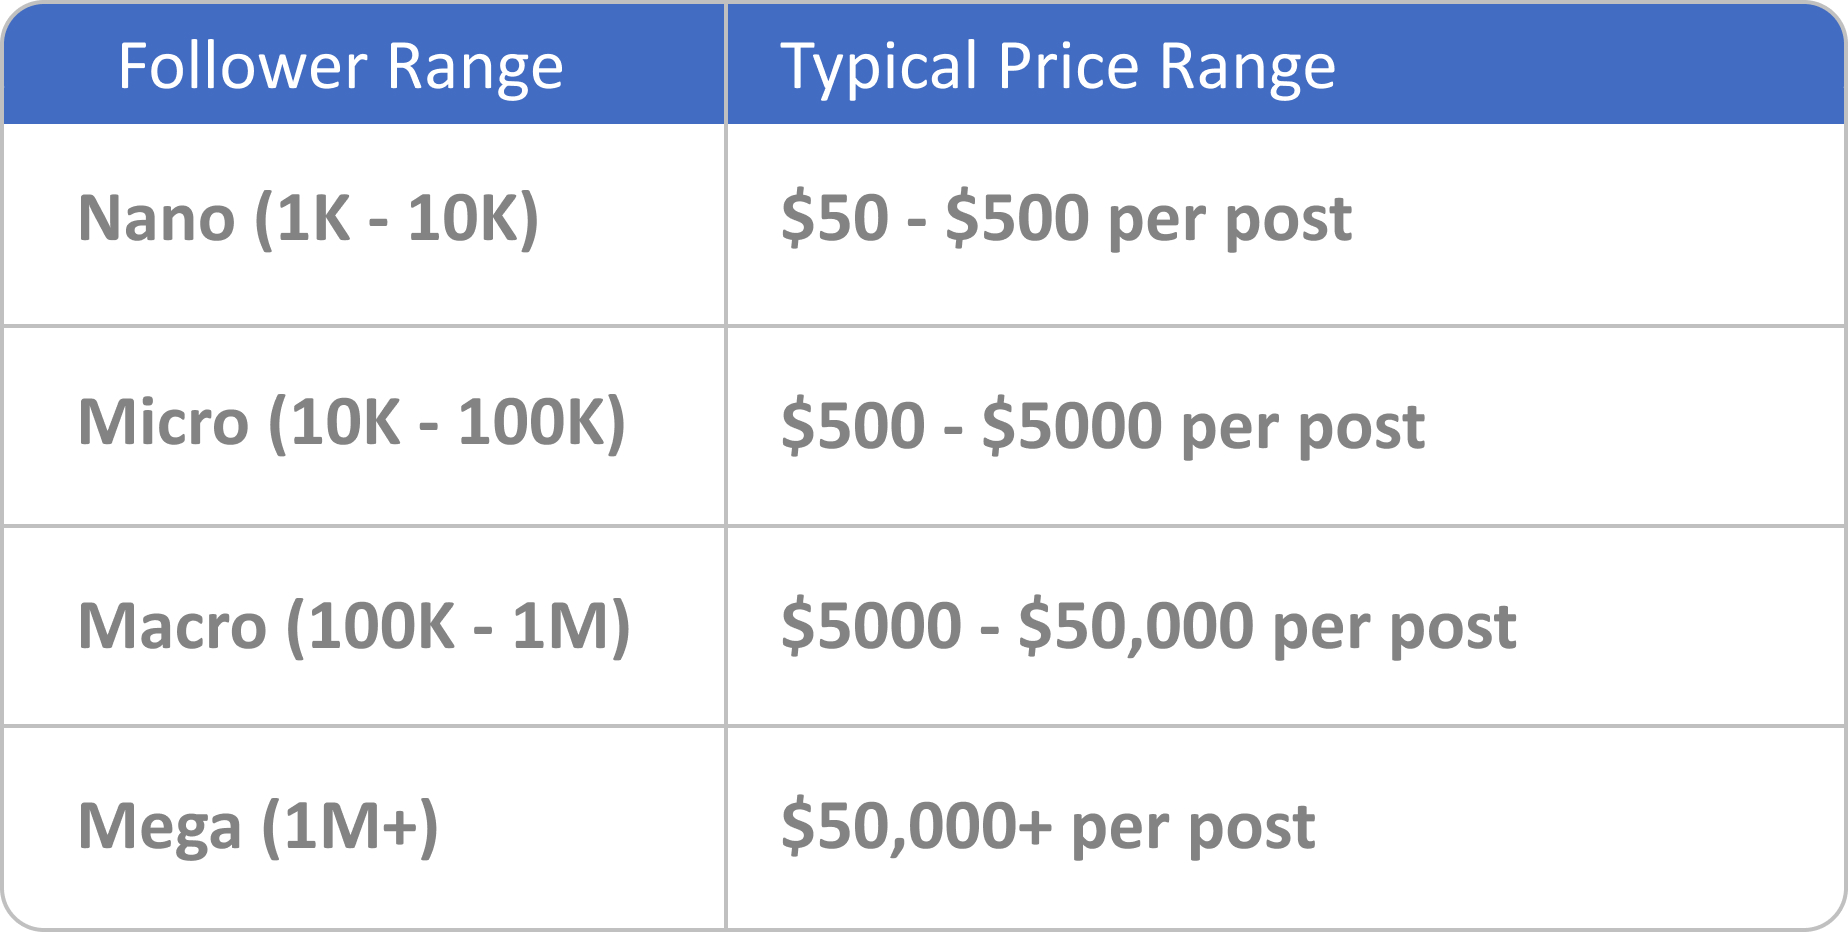 Follower Range
Typical Price Range
Nano (1K - 10K)
$50 - $500 per post
Micro (10K - 100K)
$500 - $5000 per post
Macro (100K - 1M)
$5000 - $50,000 per post
Mega (1M+)
$50,000+ per post